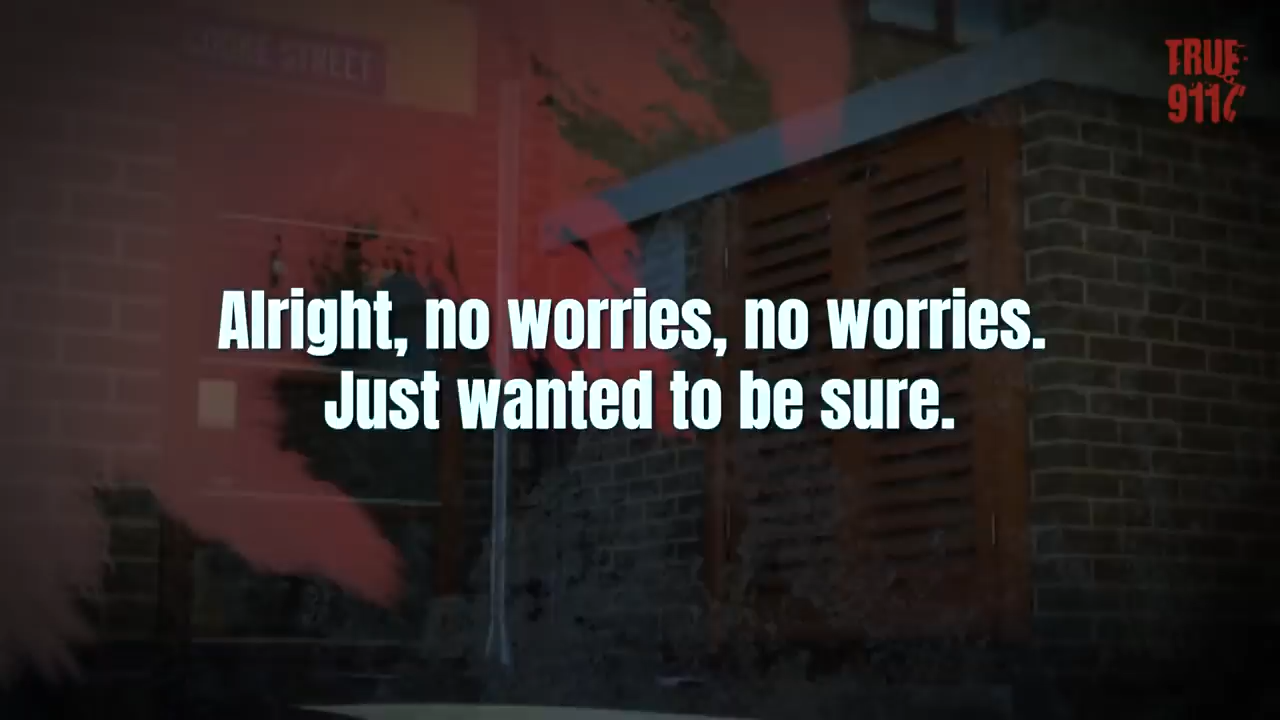 STREET
TRUE
911
Alright, no worries, no worries.
Just wanted to be sure.